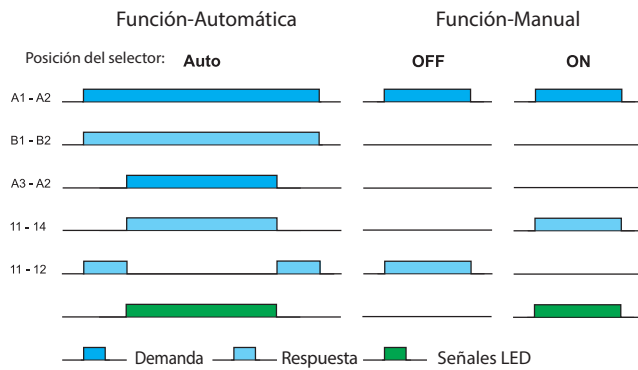 Función-Automática Función-Manual
Posición del selector: Auto OFF ON
A1 - A2
B1 - B2
A3 - A2
11 - 14
11 - 12
Demanda Respuesta Señales LED